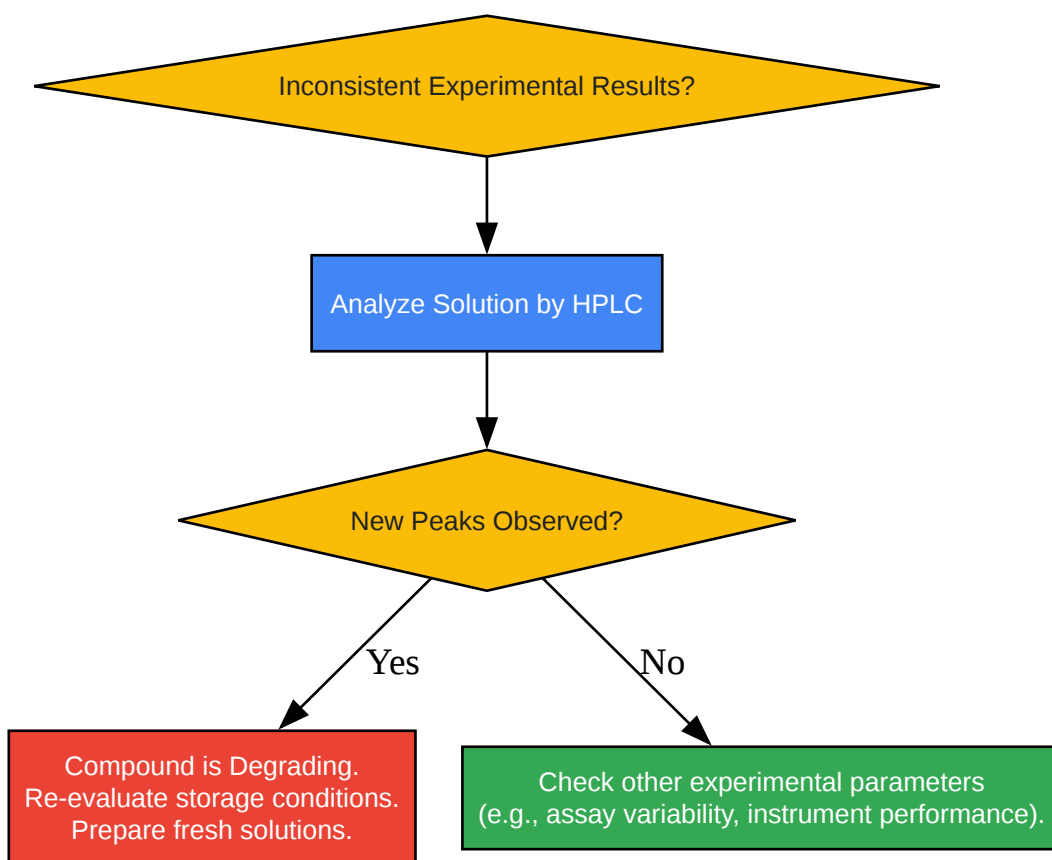 Inconsistent Experimental Results?
Analyze Solution by HPLC
New Peaks Observed?
Yes
No
Compound is Degrading.
Re-evaluate storage conditions.
Prepare fresh solutions.
Check other experimental parameters
(e.g., assay variability, instrument performance).